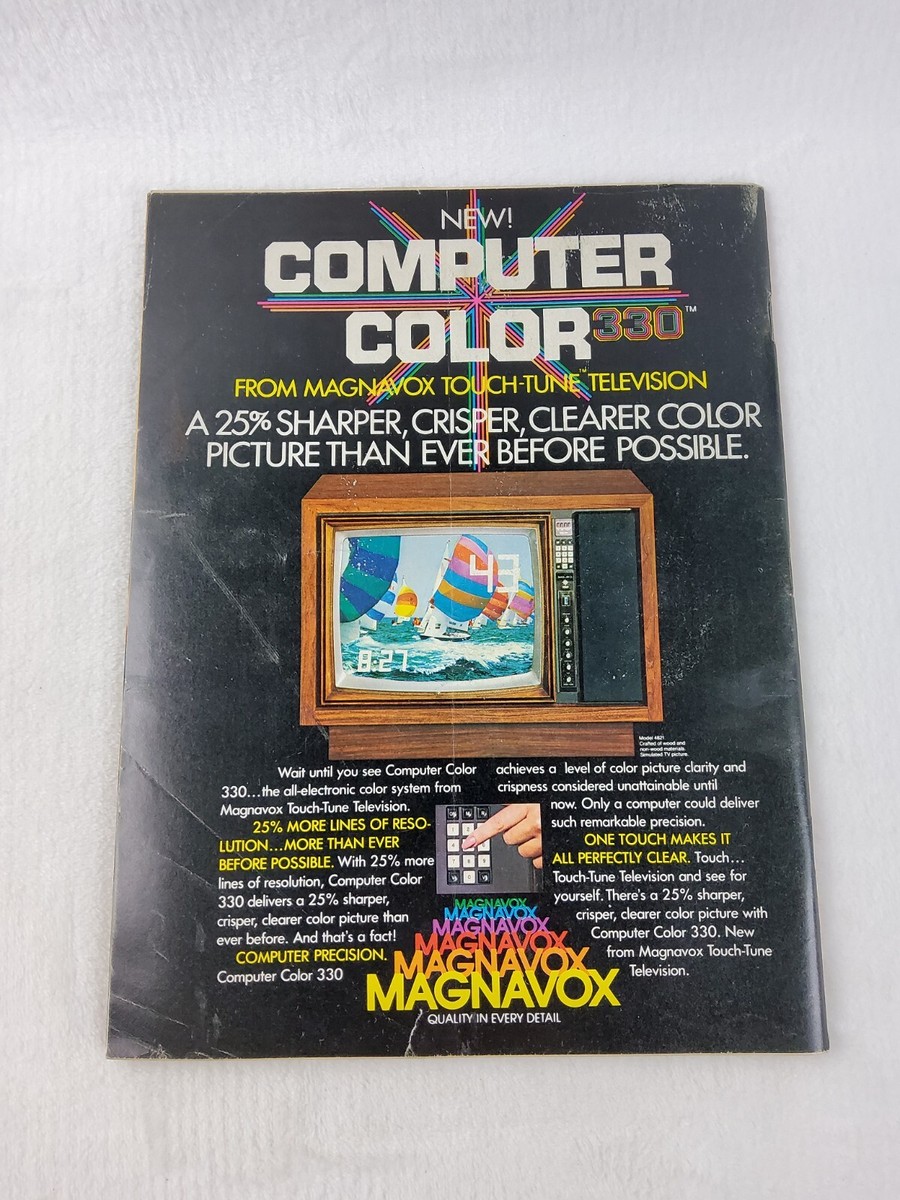 NEW!
COMPUTER
COLOR 330™
FROM MAGNAVOX TOUCH-TUNE™ TELEVISION
A 25% SHARPER, CRISPER, CLEARER COLOR
PICTURE THAN EVER BEFORE POSSIBLE.
43
8:27
Model 4821
Crafted of wood and
non-wood materials.
Simulated TV picture.
Wait until you see Computer Color
330...the all-electronic color system from
Magnavox Touch-Tune Television.
25% MORE LINES OF RESO-
LUTION...MORE THAN EVER
BEFORE POSSIBLE. With 25% more
lines of resolution, Computer Color
330 delivers a 25% sharper,
crisper, clearer color picture than
ever before. And that's a fact!
COMPUTER PRECISION.
Computer Color 330
achieves a level of color picture clarity and
crispness considered unattainable until
now. Only a computer could deliver
such remarkable precision.
ONE TOUCH MAKES IT
ALL PERFECTLY CLEAR. Touch...
Touch-Tune Television and see for
yourself. There's a 25% sharper,
crisper, clearer color picture with
Computer Color 330. New
from Magnavox Touch-Tune
Television.
MAGNAVOX
MAGNAVOX
MAGNAVOX
MAGNAVOX
MAGNAVOX
MAGNAVOX
QUALITY IN EVERY DETAIL